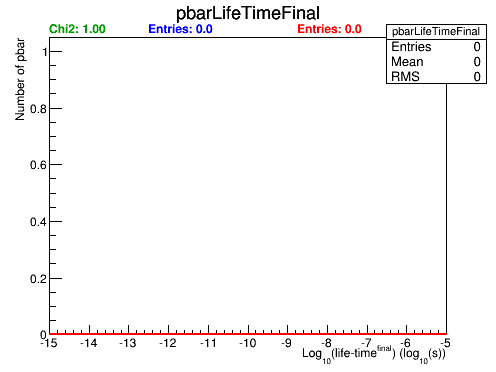 pbarLifeTimeFinal
Chi2: 1.00 Entries: 0.0 Entries: 0.0
pbarLifeTimeFinal
Entries 0
Mean 0
RMS 0
Number of pbar
1
0.8
0.6
0.4
0.2
0
-15 -14 -13 -12 -11 -10 -9 -8 -7 -6 -5
Log10(life-time^final) (log10(s))